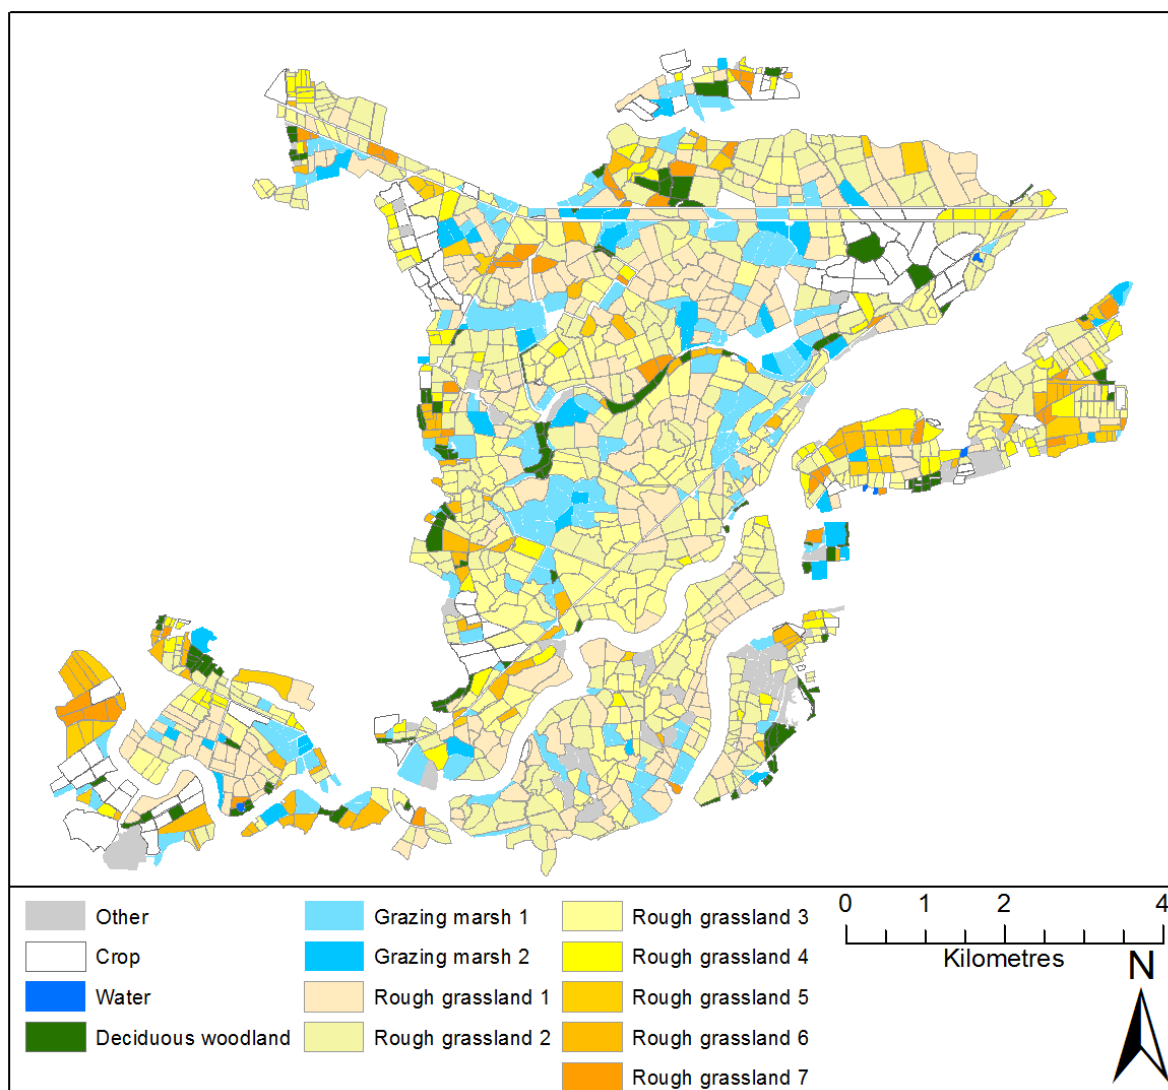 Other
Crop
Water
Deciduous woodland
Grazing marsh 1
Grazing marsh 2
Rough grassland 1
Rough grassland 2
Rough grassland 3
Rough grassland 4
Rough grassland 5
Rough grassland 6
Rough grassland 7
0 1 2 4
Kilometres
N